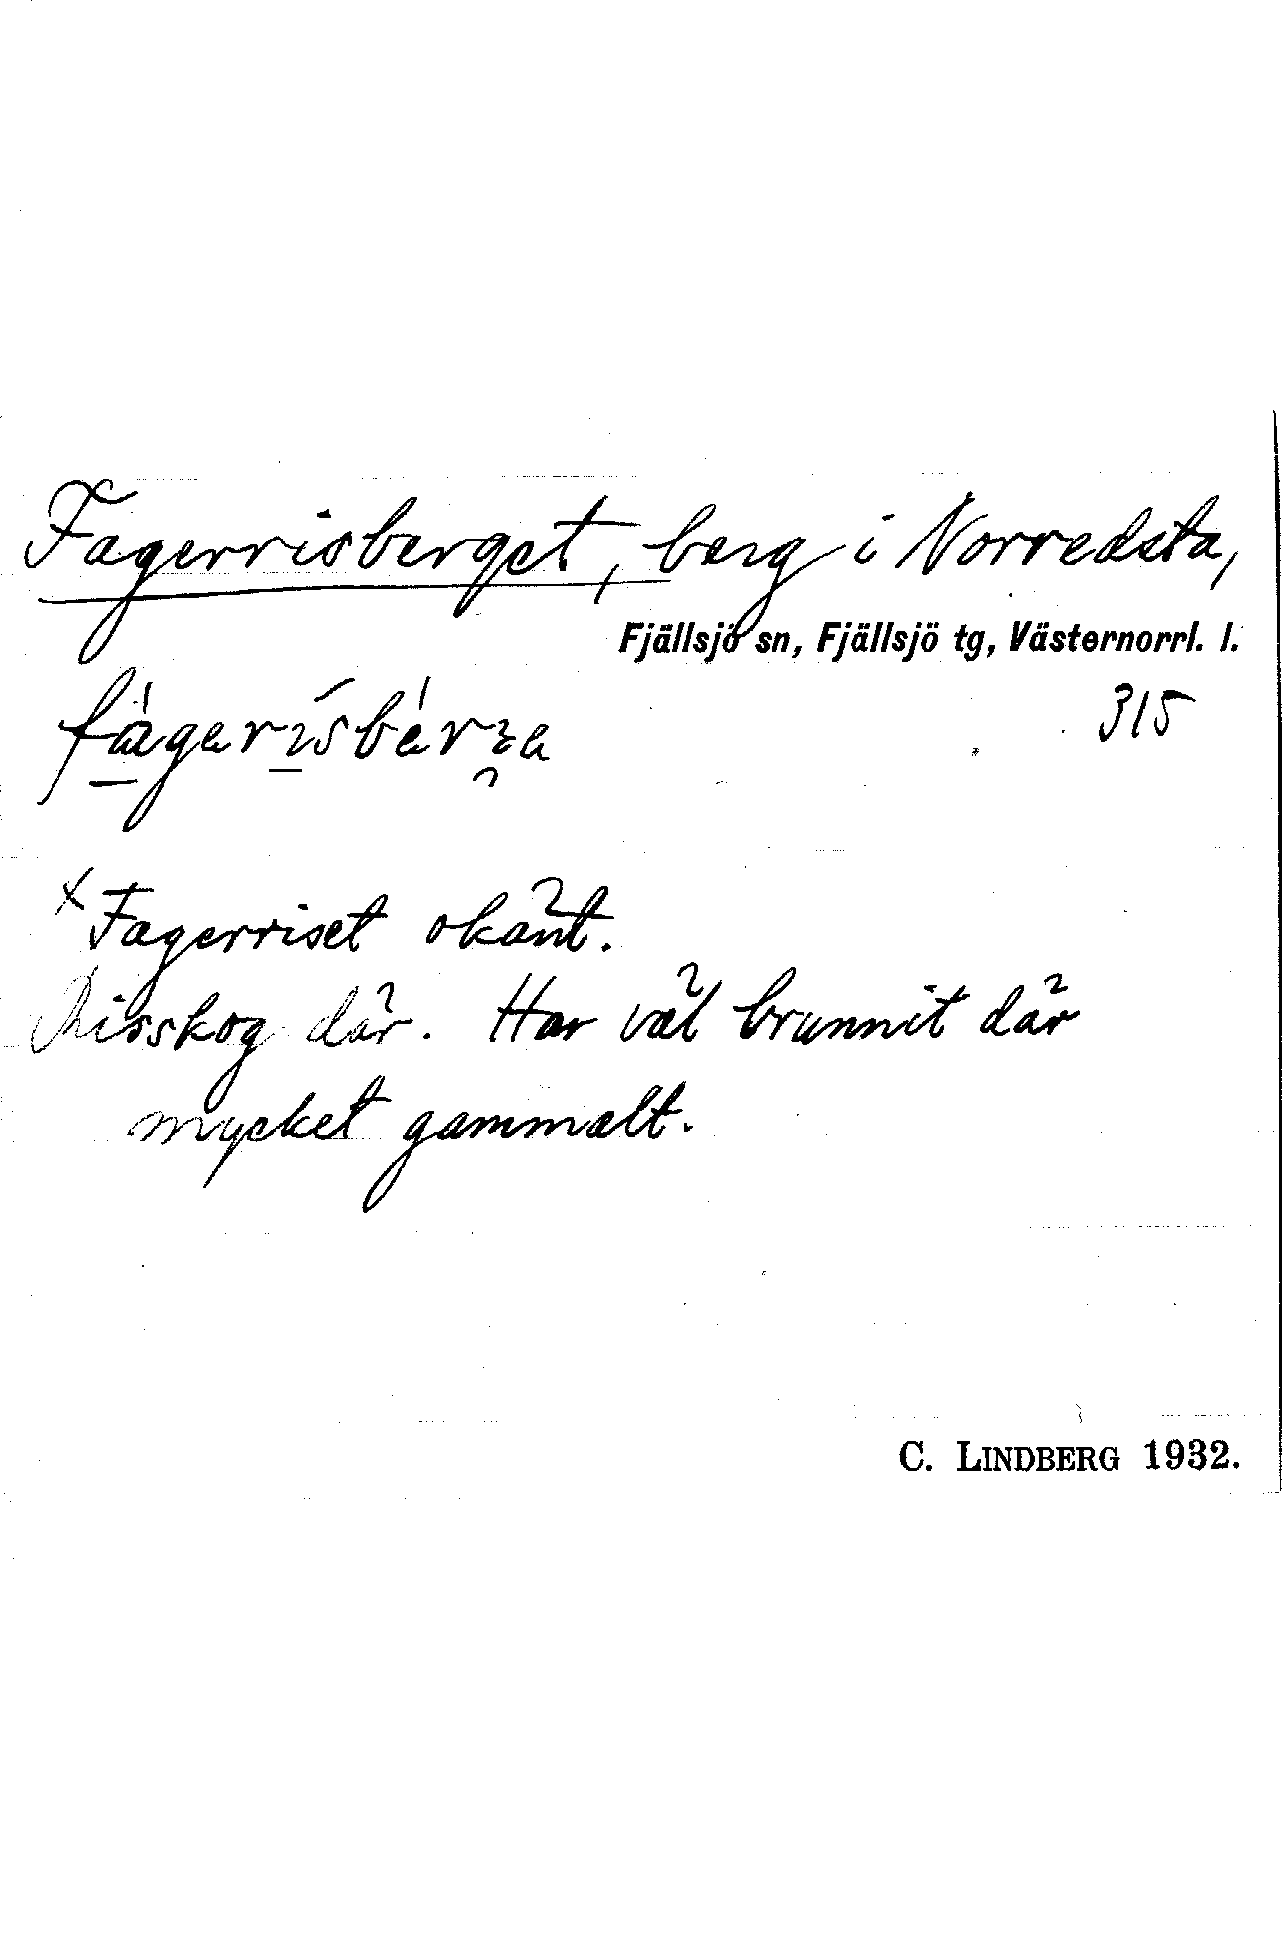 Fagerrisberget, berg i Norredsta,
Fjällsjö sn, Fjällsjö tg, Västernorrl. l.
315
x Fagerriset okänt.
Risskog där. Har väl brunnit där
mycket gammalt.
C. LINDBERG 1932.